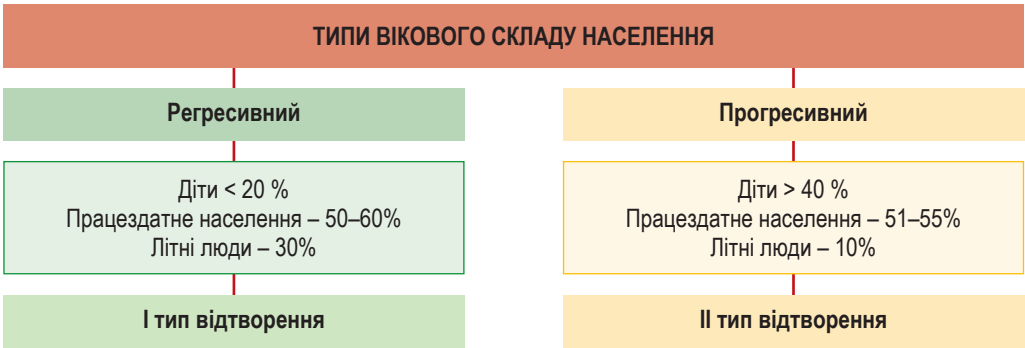 ТИПИ ВІКОВОГО СКЛАДУ НАСЕЛЕННЯ
Регресивний
Діти < 20 %
Працездатне населення – 50–60%
Літні люди – 30%
І тип відтворення
Прогресивний
Діти > 40 %
Працездатне населення – 51–55%
Літні люди – 10%
ІІ тип відтворення